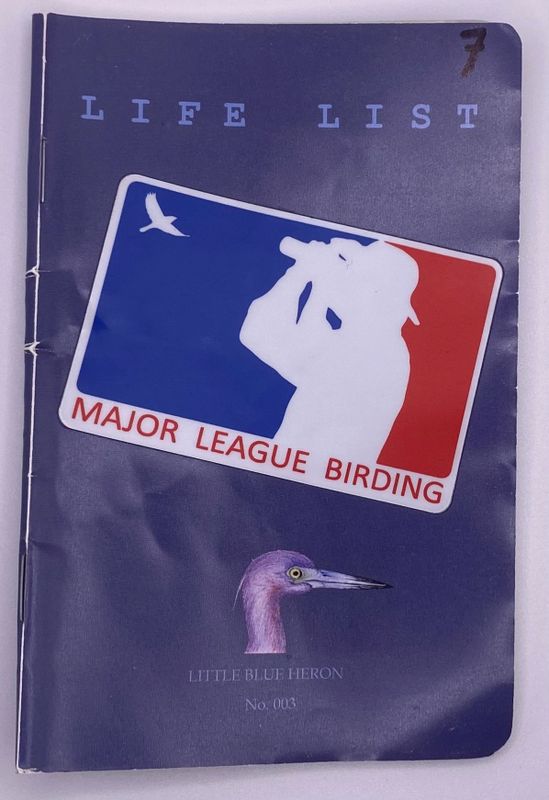 7
LIFE LIST
MAJOR LEAGUE BIRDING
LITTLE BLUE HERON
No. 003